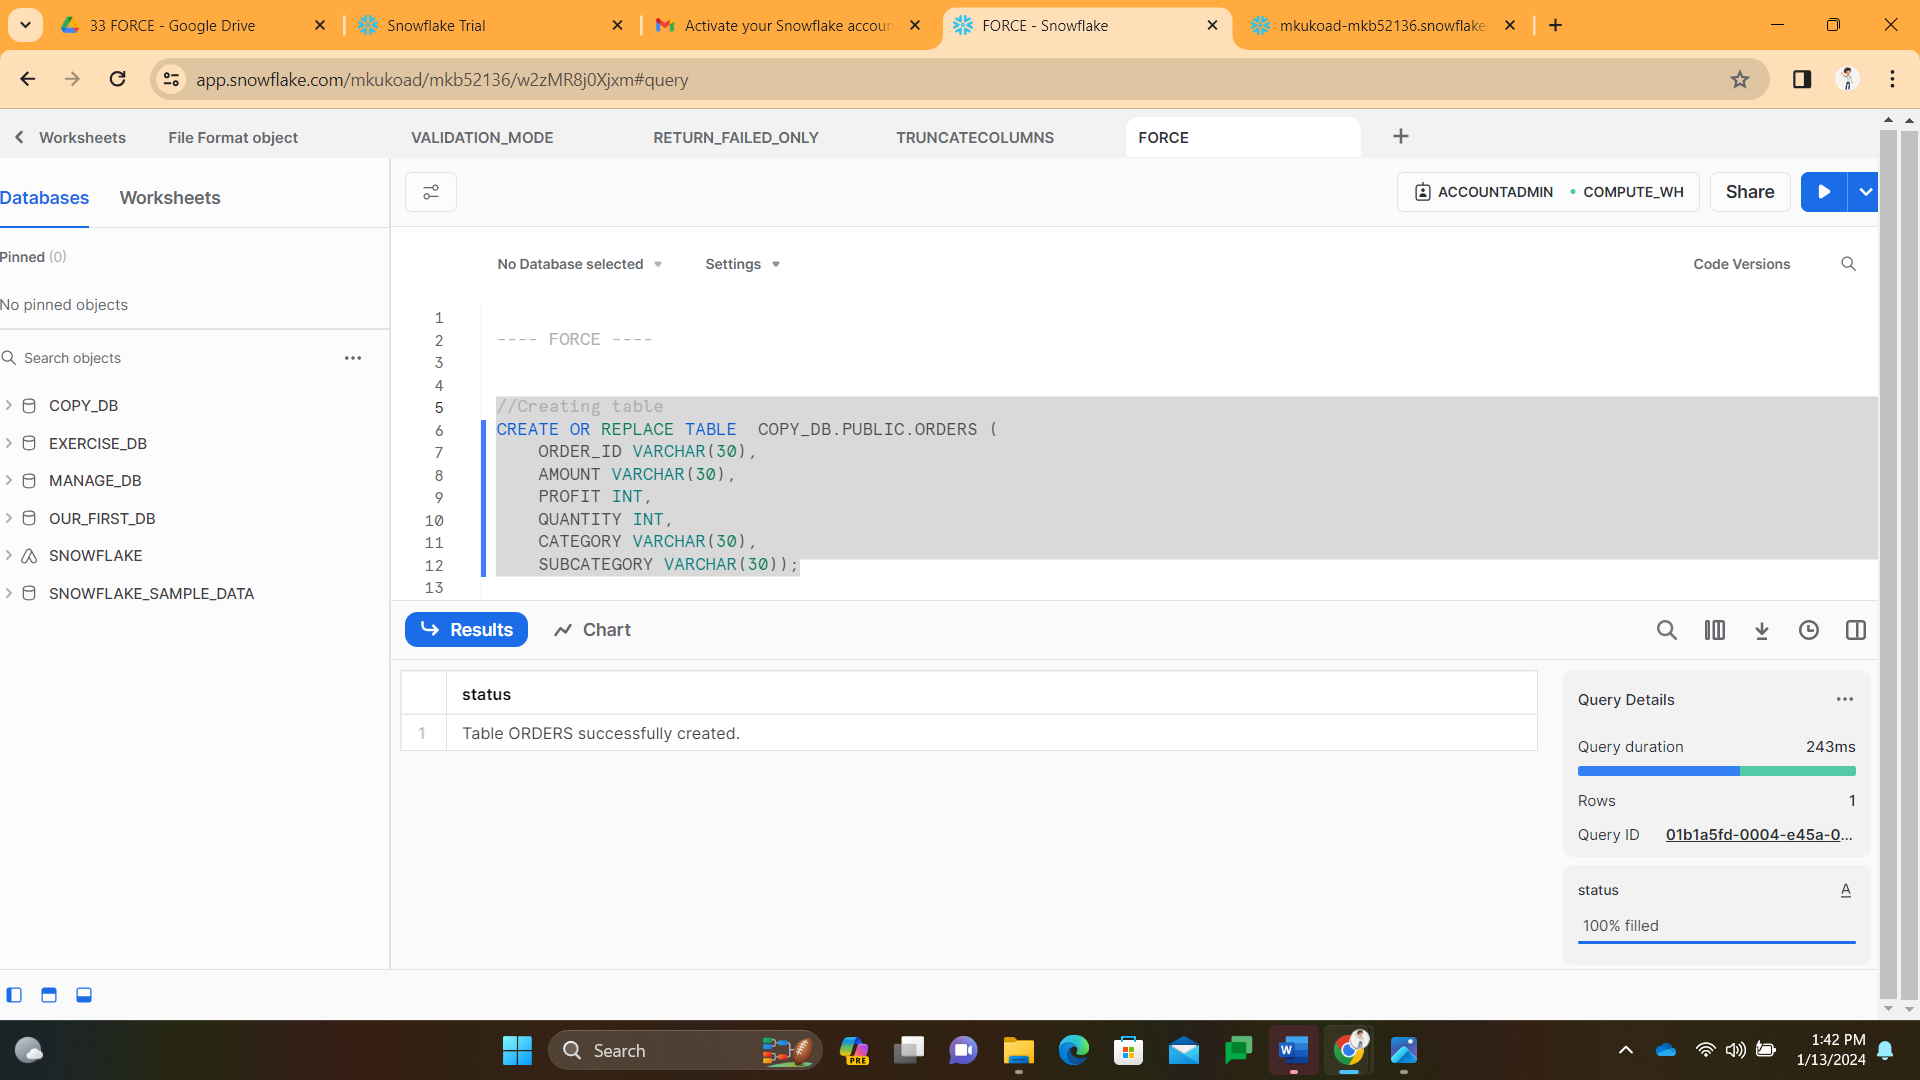 33 FORCE - Google Drive
Snowflake Trial
Activate your Snowflake accoun
FORCE - Snowflake
mkukoad-mkb52136.snowflake
app.snowflake.com/mkukoad/mkb52136/w2zMR8j0Xjxm#query
Worksheets
File Format object
VALIDATION_MODE
RETURN_FAILED_ONLY
TRUNCATECOLUMNS
FORCE
Databases
Worksheets
ACCOUNTADMIN
COMPUTE_WH
Share
Pinned (0)
No pinned objects
Search objects
COPY_DB
EXERCISE_DB
MANAGE_DB
OUR_FIRST_DB
SNOWFLAKE
SNOWFLAKE_SAMPLE_DATA
No Database selected
Settings
Code Versions
1
2 ---- FORCE ----
3
4
5 //Creating table
6 CREATE OR REPLACE TABLE  COPY_DB.PUBLIC.ORDERS (
7     ORDER_ID VARCHAR(30),
8     AMOUNT VARCHAR(30),
9     PROFIT INT,
10     QUANTITY INT,
11     CATEGORY VARCHAR(30),
12     SUBCATEGORY VARCHAR(30));
13
Results
Chart
status
1 Table ORDERS successfully created.
Query Details
Query duration 243ms
Rows 1
Query ID 01b1a5fd-0004-e45a-0...
status A
100% filled
Search
PRE
W
1:42 PM
1/13/2024